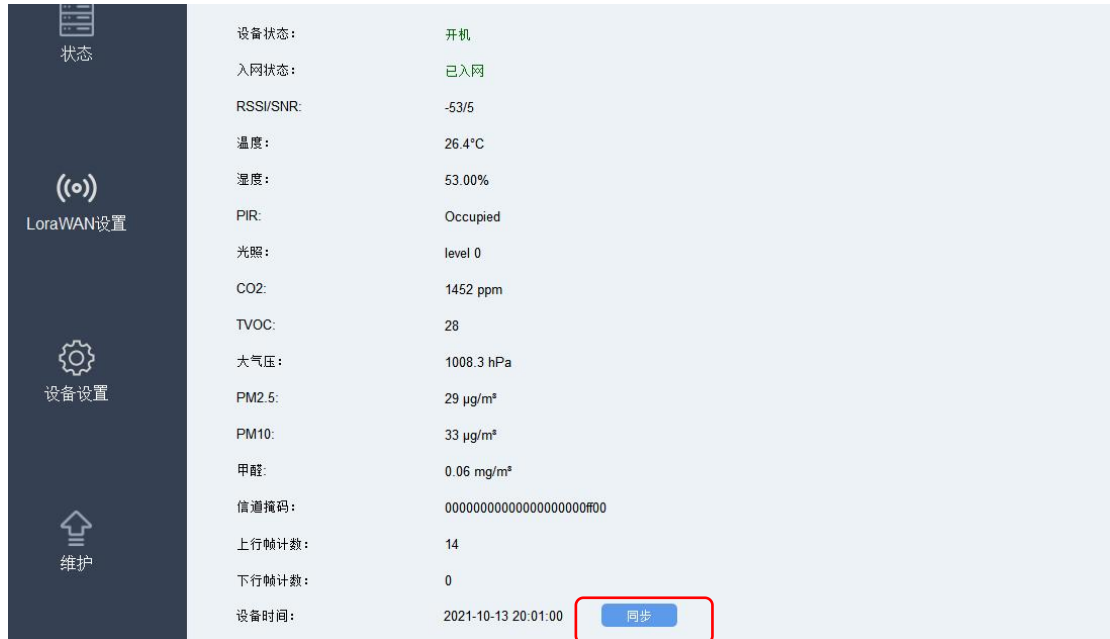 状态
LoraWAN设置
设备设置
维护
设备状态： 开机
入网状态： 已入网
RSSI/SNR: -53/5
温度： 26.4°C
湿度： 53.00%
PIR: Occupied
光照： level 0
CO2: 1452 ppm
TVOC: 28
大气压： 1008.3 hPa
PM2.5: 29 μg/m³
PM10: 33 μg/m³
甲醛: 0.06 mg/m³
信道掩码： 00000000000000000000ff00
上行帧计数： 14
下行帧计数： 0
设备时间： 2021-10-13 20:01:00 同步